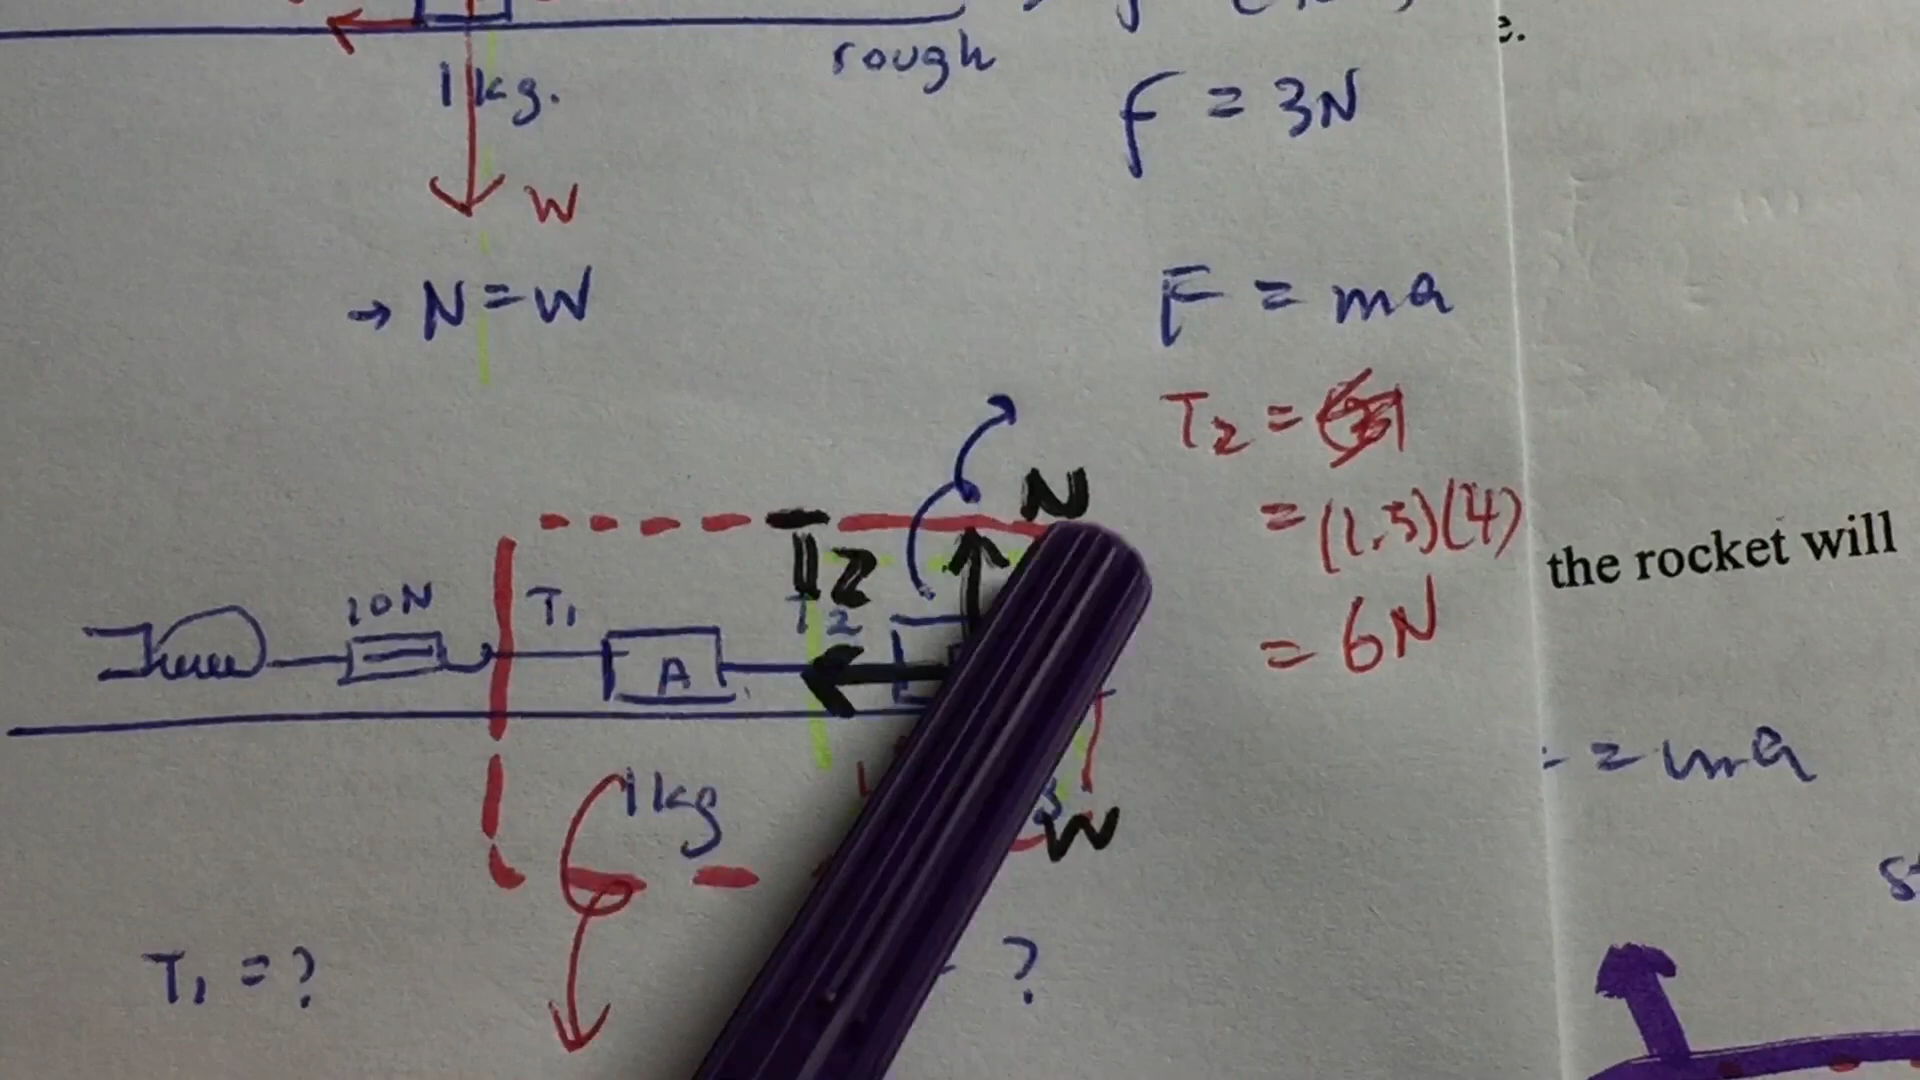 rough
e.
1kg.
f = 3N
W
→ N = W
F = ma
T2 =
= (1.5)(4)
= 6N
N
T2
T2
10N
T1
A
the rocket will
= ma
1kg
W
T1 = ?
?